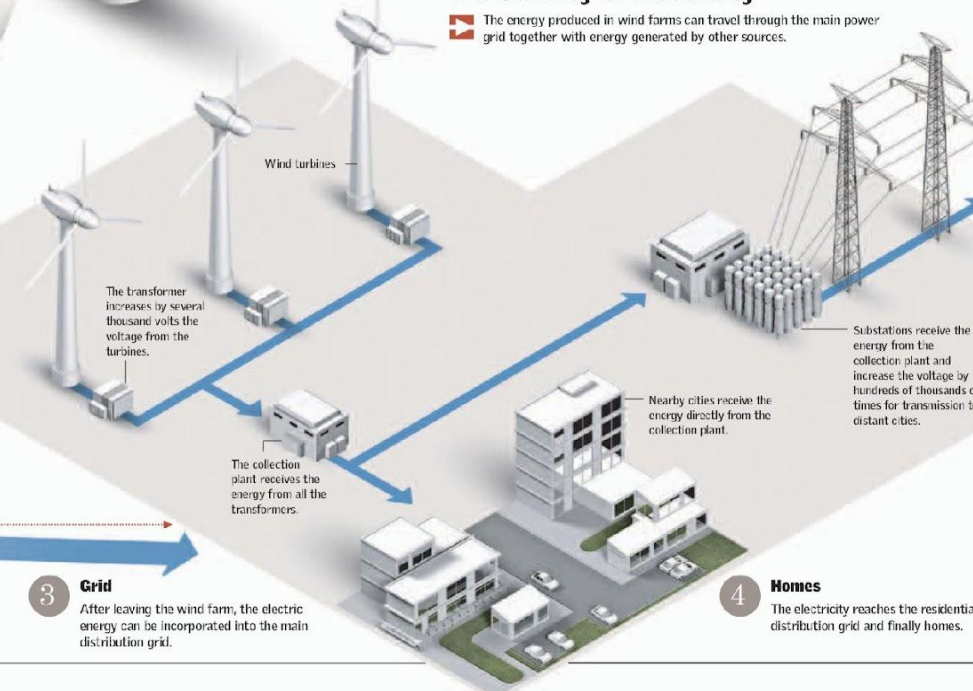 The energy produced in wind farms can travel through the main power
grid together with energy generated by other sources.
Wind turbines
The transformer
increases by several
thousand volts the
voltage from the
turbines.
Substations receive the
energy from the
collection plant and
increase the voltage by
hundreds of thousands
times for transmission
distant cities.
Nearby cities receive the
energy directly from the
collection plant.
The collection
plant receives the
energy from all the
transformers.
3
Grid
After leaving the wind farm, the electric
energy can be incorporated into the main
distribution grid.
4
Homes
The electricity reaches the
distribution grid and finally homes.